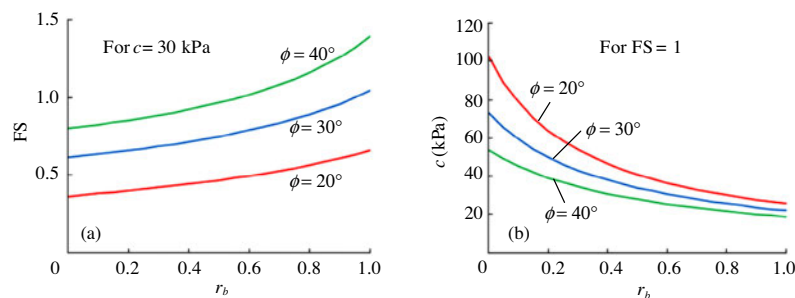 1.5
For c = 30 kPa
ϕ = 40°
1.0
FS
ϕ = 30°
0.5
ϕ = 20°
(a)
0
0 0.2 0.4 0.6 0.8 1.0
r_b
120
For FS = 1
100
ϕ = 20°
80
c (kPa)
ϕ = 30°
60
40
ϕ = 40°
20
(b)
0 0.2 0.4 0.6 0.8 1.0
r_b